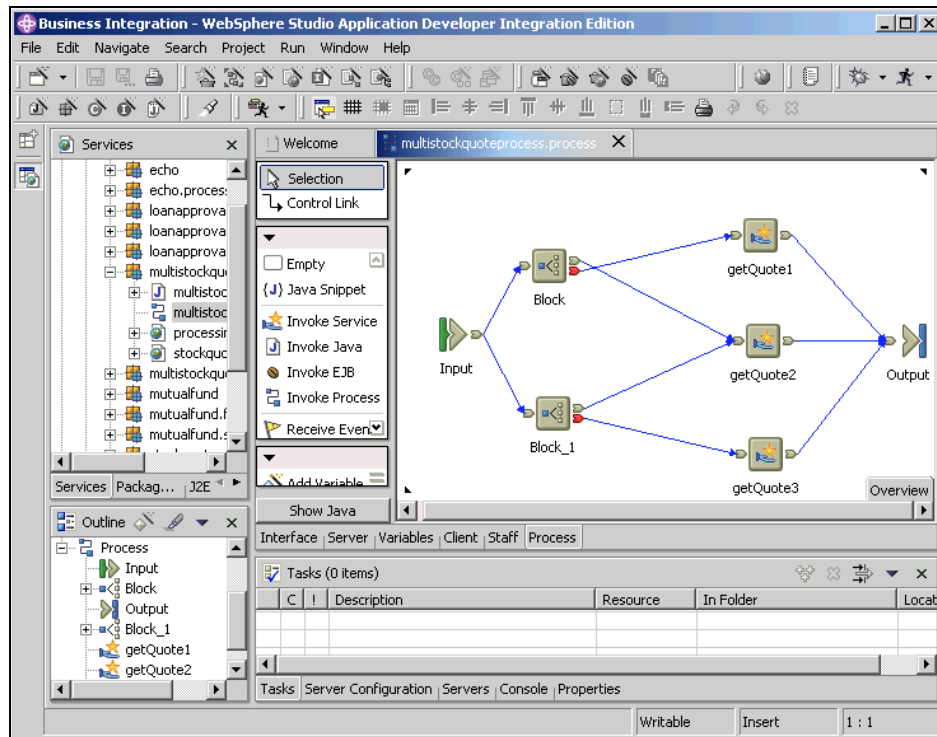 Business Integration - WebSphere Studio Application Developer Integration Edition
File Edit Navigate Search Project Run Window Help
Services
echo
echo.proces
loanapprova
loanapprova
loanapprova
multistockqu
multistoc
multistoc
processin
stockquo
multistockqu
mutualfund
mutualfund.f
mutualfund.s
Services Packag... J2E
Welcome
multistockquoteprocess.process
Selection
Control Link
Empty
{J} Java Snippet
Invoke Service
Invoke Java
Invoke EJB
Invoke Process
Receive Even
Add Variable
Show Java
Input
Block
Block_1
getQuote1
getQuote2
getQuote3
Output
Overview
Interface Server Variables Client Staff Process
Outline
Process
Input
Block
Output
Block_1
getQuote1
getQuote2
Tasks (0 items)
C ! Description Resource In Folder Locat
Tasks Server Configuration Servers Console Properties
Writable Insert 1 : 1